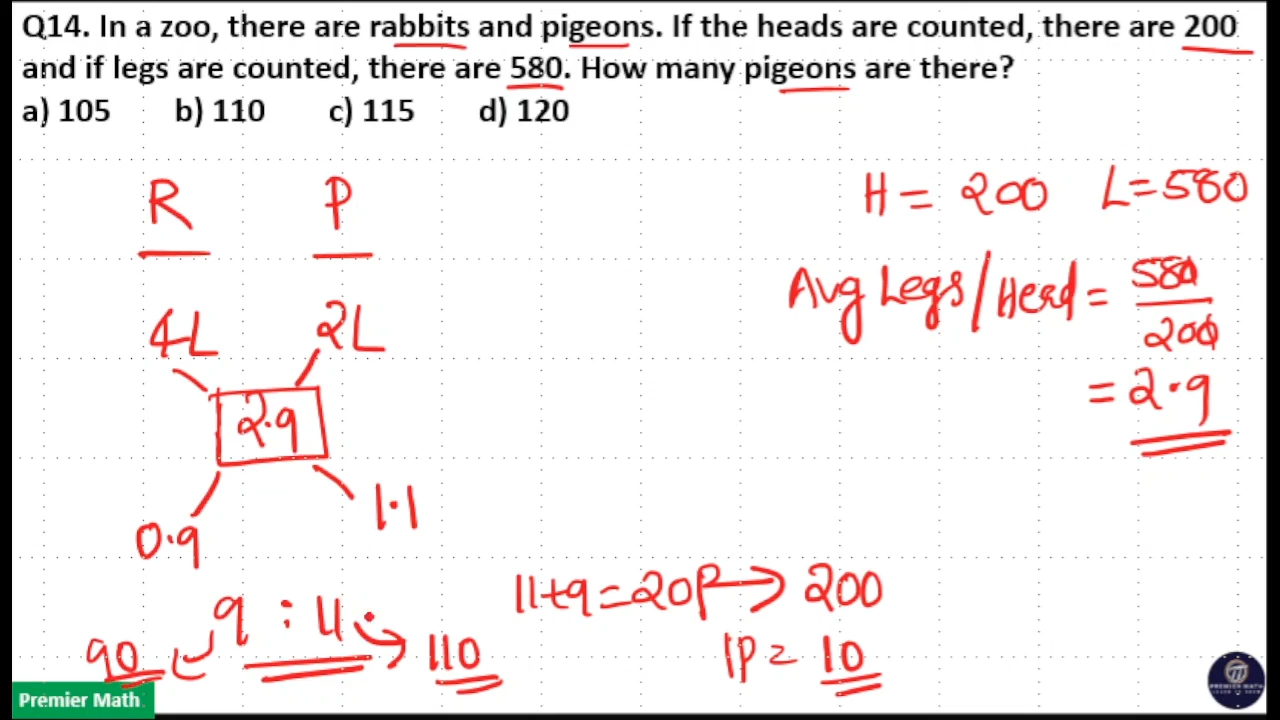 Q14. In a zoo, there are rabbits and pigeons. If the heads are counted, there are 200
and if legs are counted, there are 580. How many pigeons are there?
a) 105 b) 110 c) 115 d) 120
R P
H = 200 L = 580
Avg Legs/Head = 580/200
4L 2L
= 2.9
2.9
0.9 1.1
11+9=20P → 200
9 : 11
90 110
1P = 10
Premier Math
PREMIER MATH